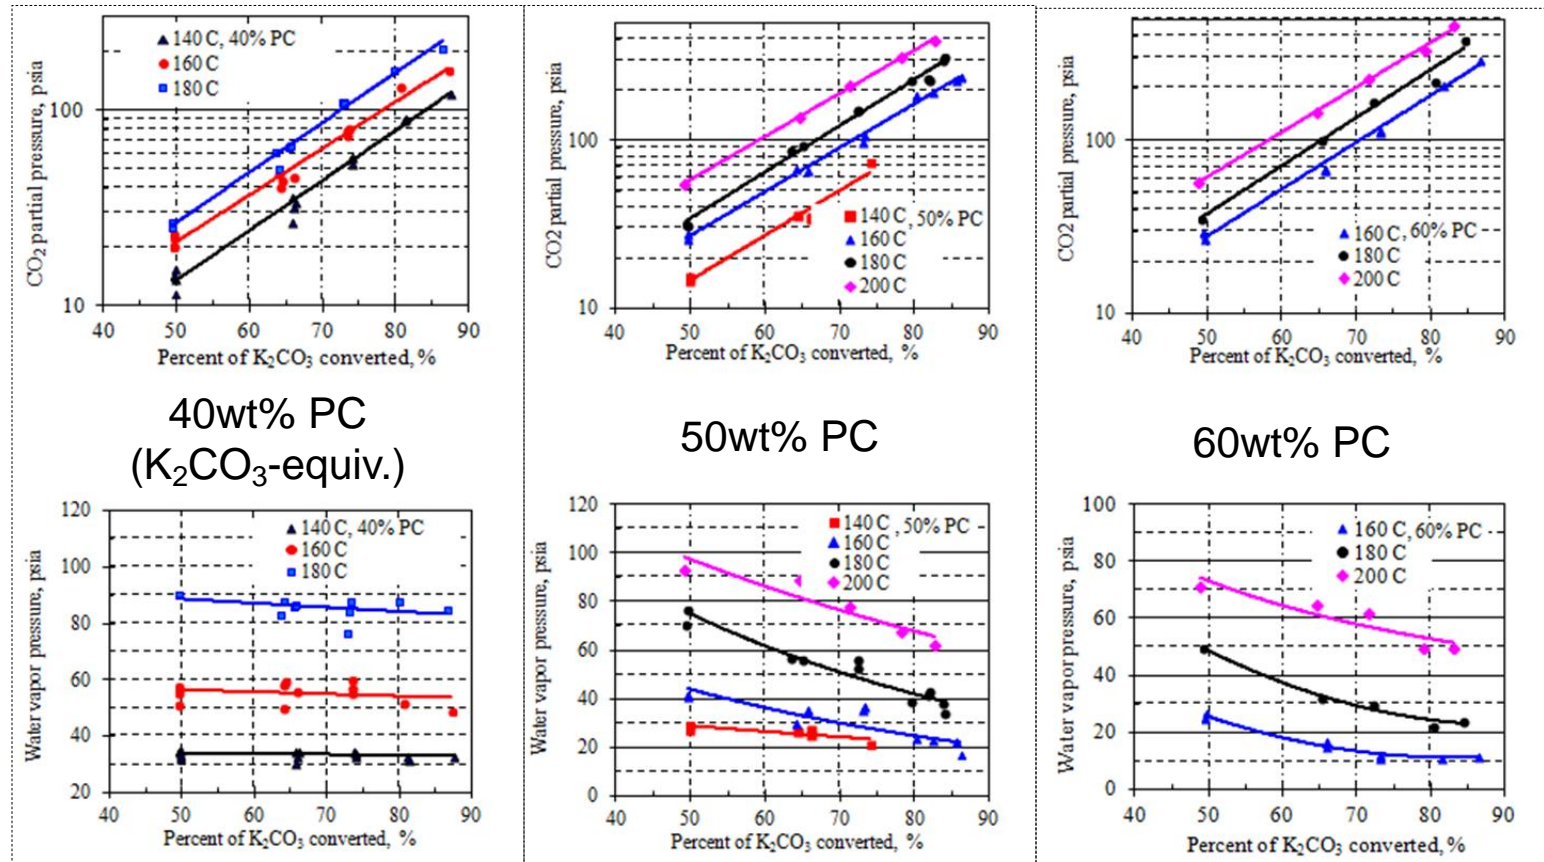 CO₂ partial pressure, psia
140 C, 40% PC
160 C
180 C
100
10
40 50 60 70 80 90
Percent of K₂CO₃ converted, %
CO2 partial pressure, psia
100
10
140 C, 50% PC
160 C
180 C
200 C
40 50 60 70 80 90
Percent of K₂CO₃ converted, %
CO2 partial pressure, psia
100
10
160 C, 60% PC
180 C
200 C
40 50 60 70 80 90
Percent of K₂CO₃ converted, %
40wt% PC
(K₂CO₃-equiv.)
50wt% PC
60wt% PC
Water vapor pressure, psia
120
100
80
60
40
20
140 C, 40% PC
160 C
180 C
40 50 60 70 80 90
Percent of K₂CO₃ converted, %
Water vapor pressure, psia
120
100
80
60
40
20
0
140 C, 50% PC
160 C
180 C
200 C
40 50 60 70 80 90
Percent of K₂CO₃ converted, %
Water vapor pressure, psia
100
80
60
40
20
0
160 C, 60% PC
180 C
200 C
40 50 60 70 80 90
Percent of K₂CO₃ converted, %